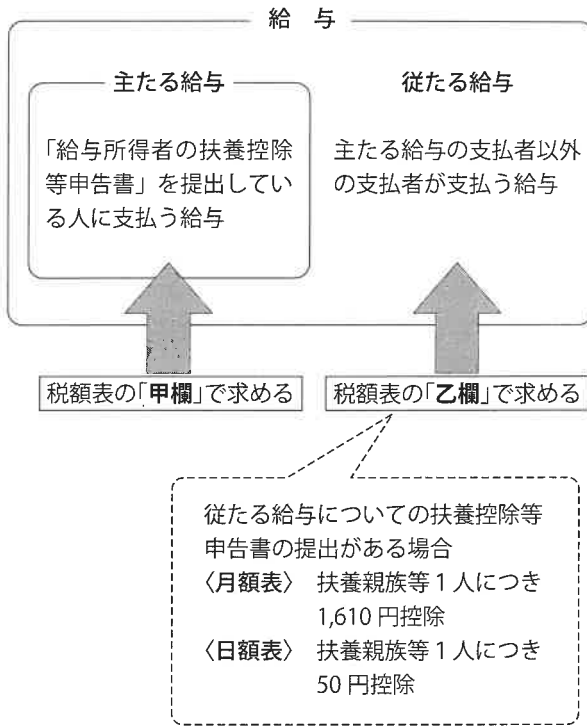 給 与
主たる給与
「給与所得者の扶養控除
等申告書」を提出してい
る人に支払う給与
従たる給与
主たる給与の支払者以外
の支払者が支払う給与
税額表の「甲欄」で求める
税額表の「乙欄」で求める
従たる給与についての扶養控除等
申告書の提出がある場合
〈月額表〉 扶養親族等1人につき
1,610円控除
〈日額表〉 扶養親族等1人につき
50円控除